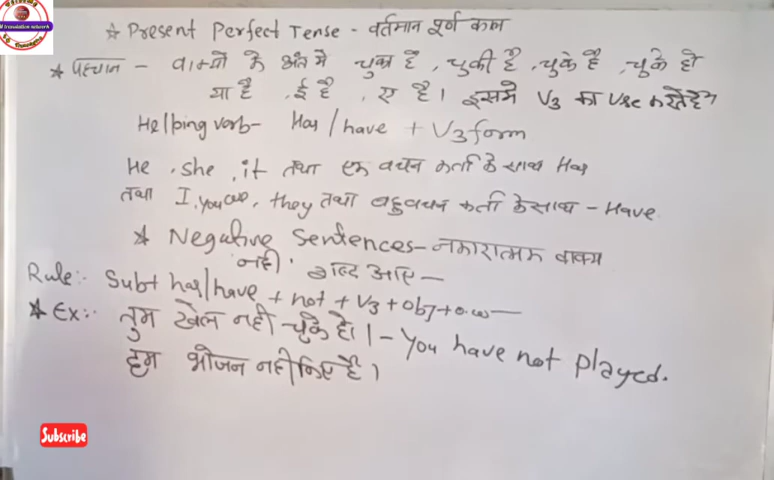 ☆ Present Perfect Tense - वर्तमान पूर्ण काल
★ पहचान - वाक्यों के अंत में चुका है, चुकी है, चुके हैं, चुके हो
या है, ई है, ए है। इसमें V3 का use करते हैं
Helping verb- Has/have + V3 form
He, she, it तथा एक वचन कर्ता के साथ Has
तथा I, you, we, they तथा बहुवचन कर्ता के साथ - Have
★ Negative Sentences - नकारात्मक वाक्य
नहीं शब्द आए -
Rule:- Sub+ has/have + not + V3 + obj + o.w
★ Ex:- तुम खेल नही चुके हो। - You have not played.
हम भोजन नही किए हैं।
Subscribe